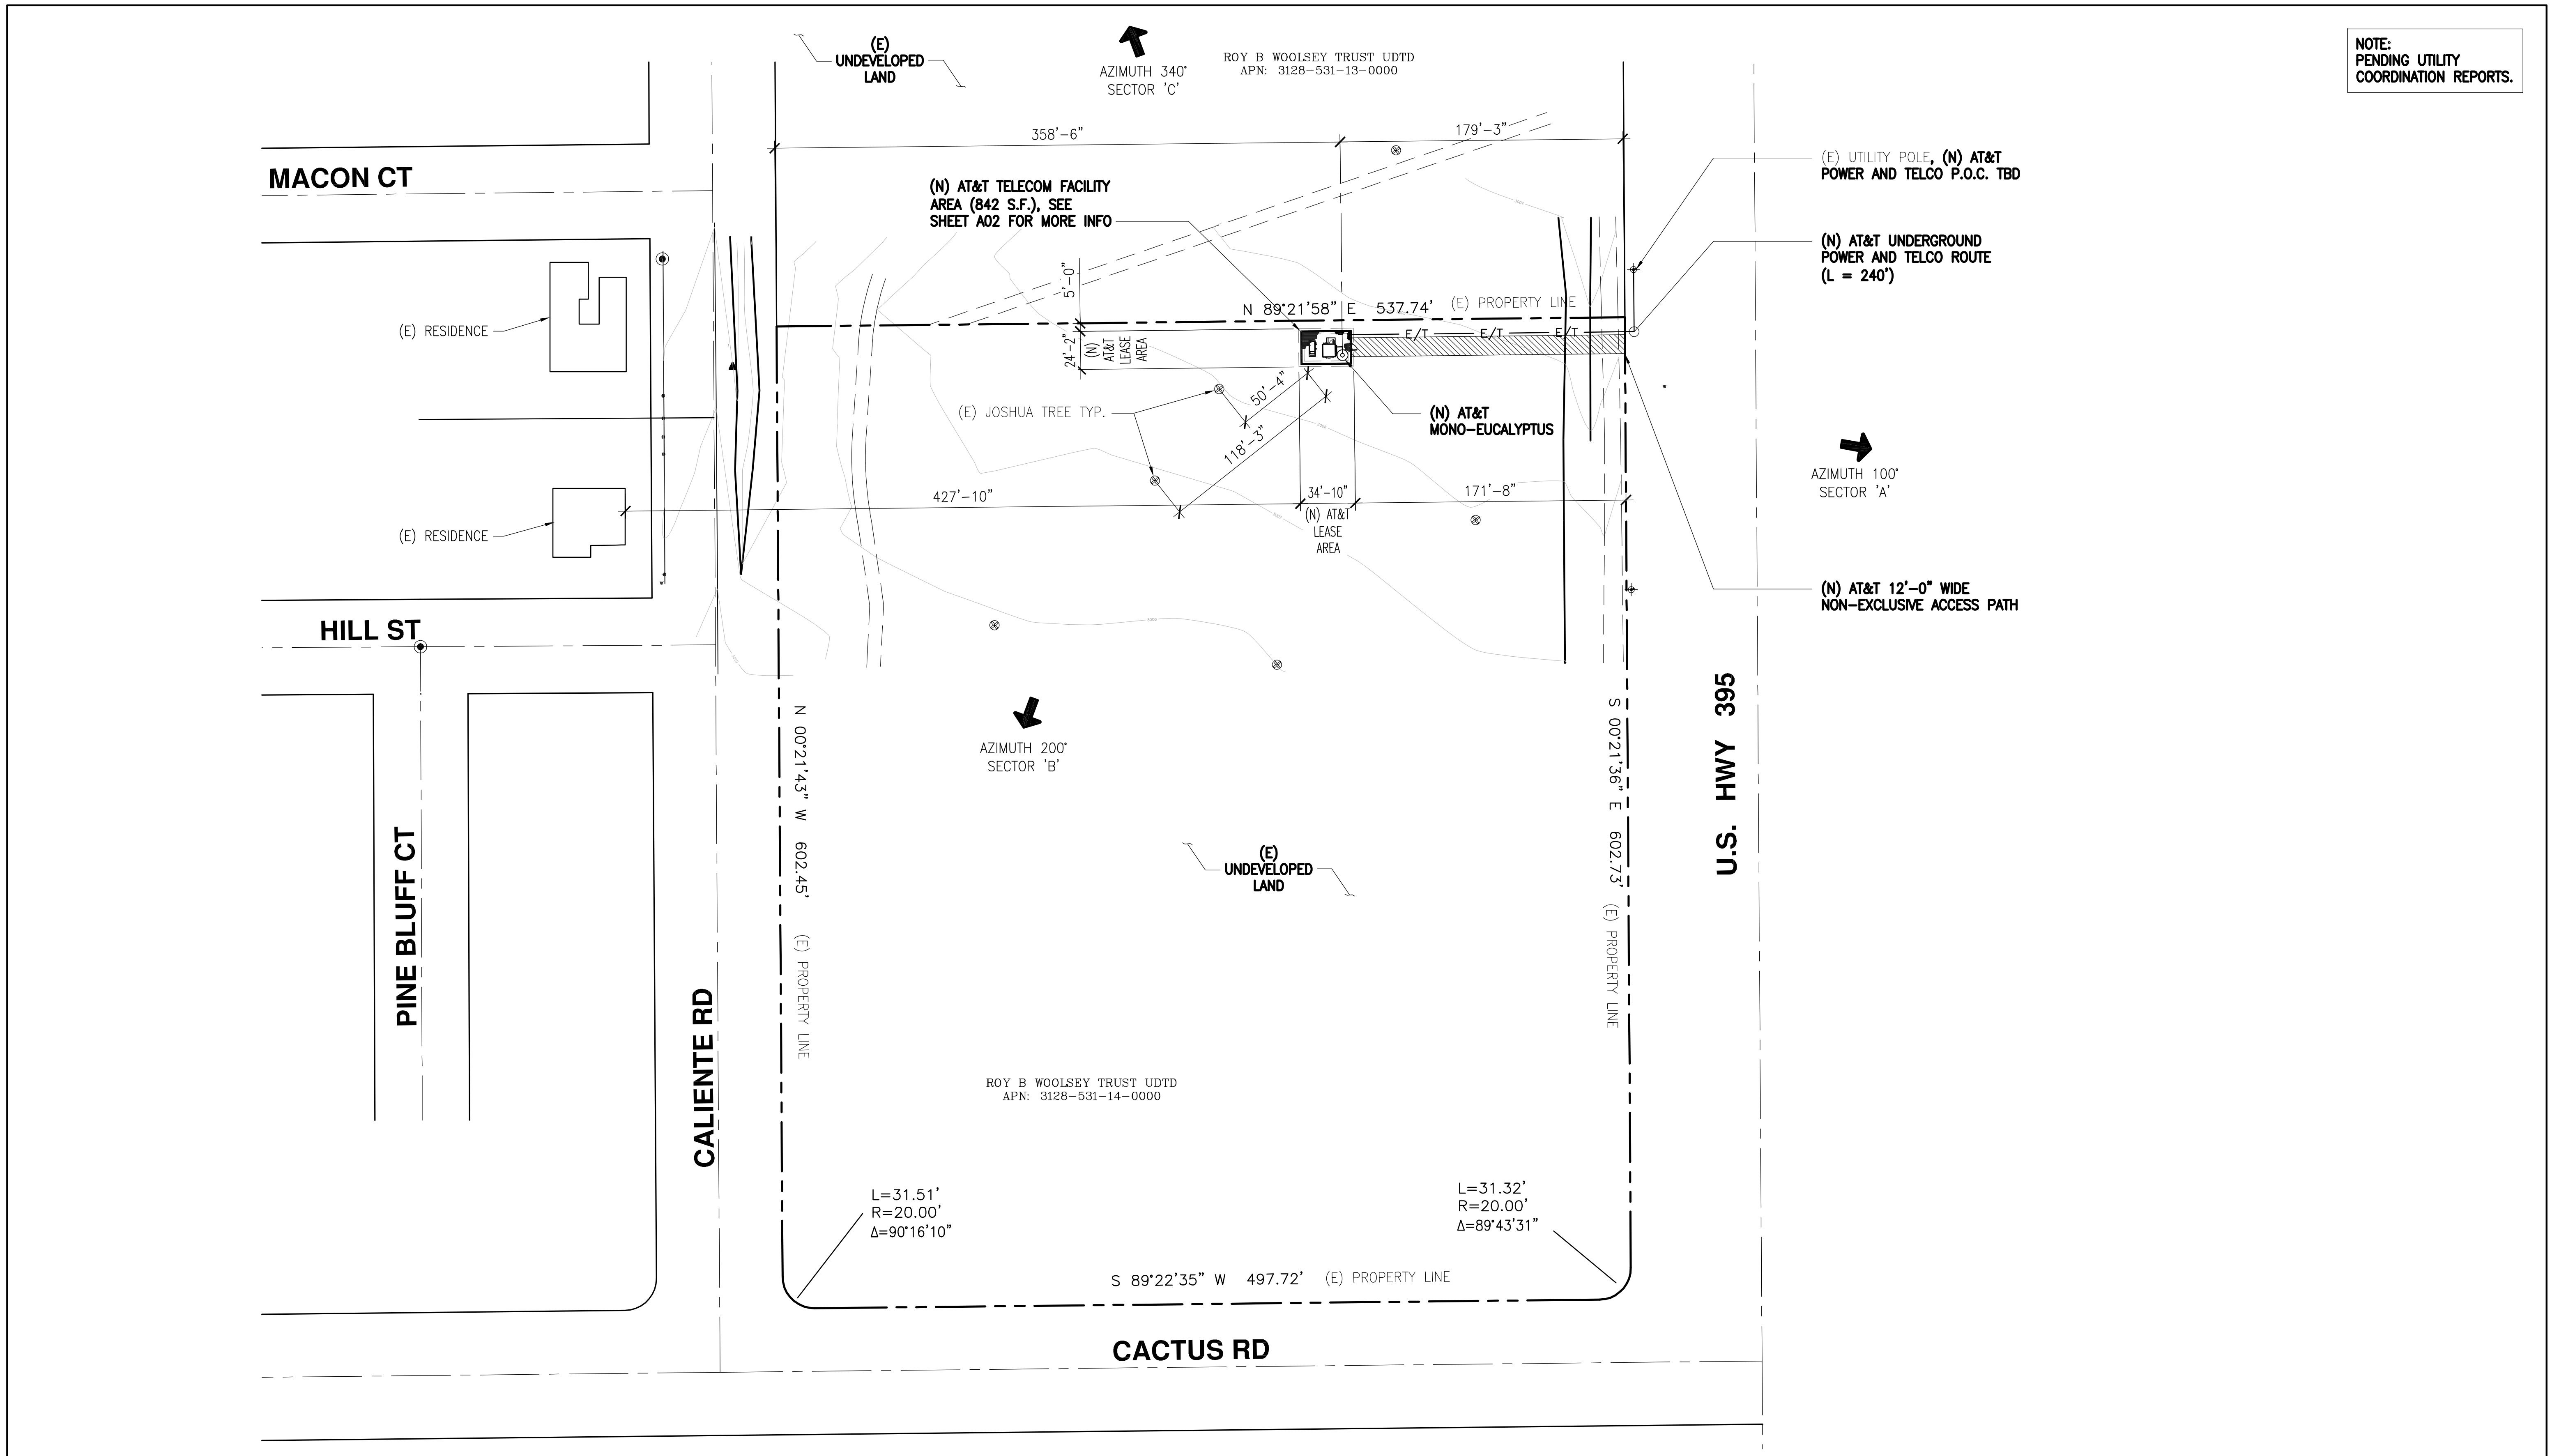 NOTE:
PENDING UTILITY
COORDINATION REPORTS.
(E)
UNDEVELOPED
LAND
AZIMUTH 340°
SECTOR 'C'
ROY B WOOLSEY TRUST UDTD
APN: 3128-531-13-0000
358'-6"
179'-3"
MACON CT
(N) AT&T TELECOM FACILITY
AREA (842 S.F.), SEE
SHEET A02 FOR MORE INFO
(E) UTILITY POLE, (N) AT&T
POWER AND TELCO P.O.C. TBD
(N) AT&T UNDERGROUND
POWER AND TELCO ROUTE
(L = 240')
5'-0"
N 89°21'58" E 537.74' (E) PROPERTY LINE
E/T
E/T
E/T
(E) RESIDENCE
24'-2"
(N)
AT&T
LEASE
AREA
50'-4"
(E) JOSHUA TREE TYP.
(N) AT&T
MONO-EUCALYPTUS
118'-3"
AZIMUTH 100°
SECTOR 'A'
427'-10"
34'-10"
171'-8"
(N) AT&T
LEASE
AREA
(E) RESIDENCE
(N) AT&T 12'-0" WIDE
NON-EXCLUSIVE ACCESS PATH
HILL ST
AZIMUTH 200°
SECTOR 'B'
N 00°21'43" W 602.45' (E) PROPERTY LINE
S 00°21'36" E 602.73' (E) PROPERTY LINE
U.S. HWY 395
(E)
UNDEVELOPED
LAND
PINE BLUFF CT
CALIENTE RD
ROY B WOOLSEY TRUST UDTD
APN: 3128-531-14-0000
L=31.51'
R=20.00'
Δ=90°16'10"
L=31.32'
R=20.00'
Δ=89°43'31"
S 89°22'35" W 497.72' (E) PROPERTY LINE
CACTUS RD